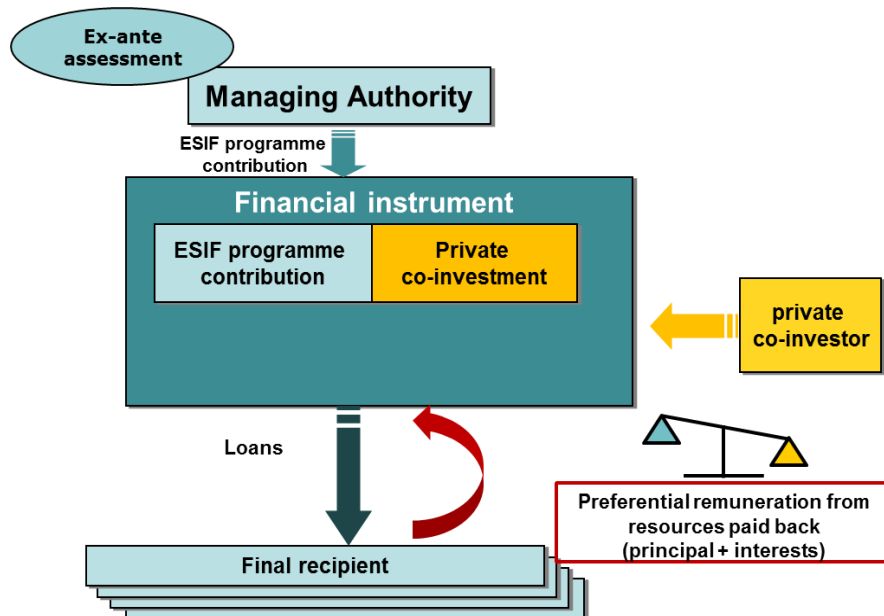 Ex-ante
assessment
Managing Authority
ESIF programme
contribution
Financial instrument
ESIF programme
contribution
Private
co-investment
private
co-investor
Loans
Preferential remuneration from
resources paid back
(principal + interests)
Final recipient